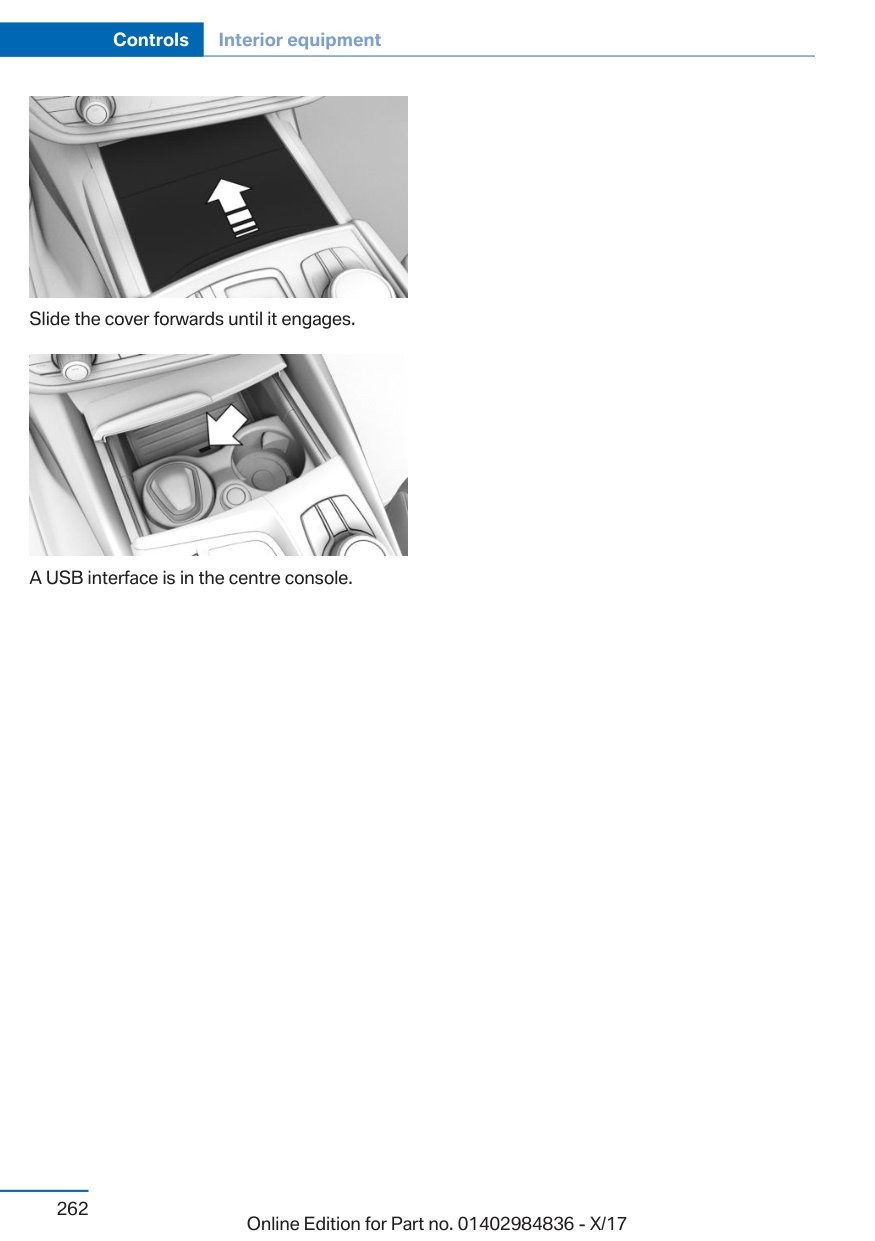 Controls Interior equipment
Slide the cover forwards until it engages.
A USB interface is in the centre console.
262
Online Edition for Part no. 01402984836 - X/17